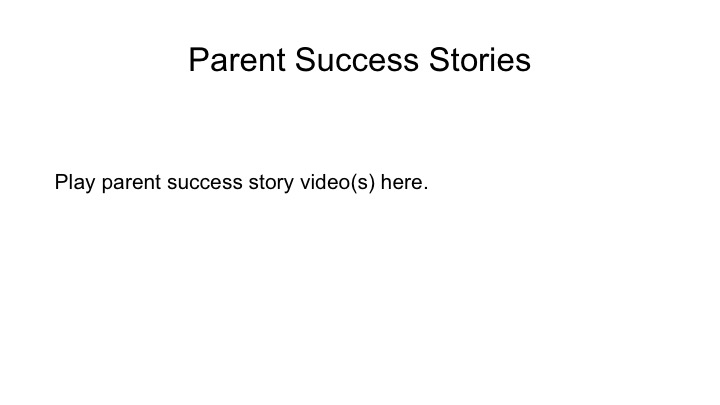 Parent Success Stories
Play parent success story video(s) here.